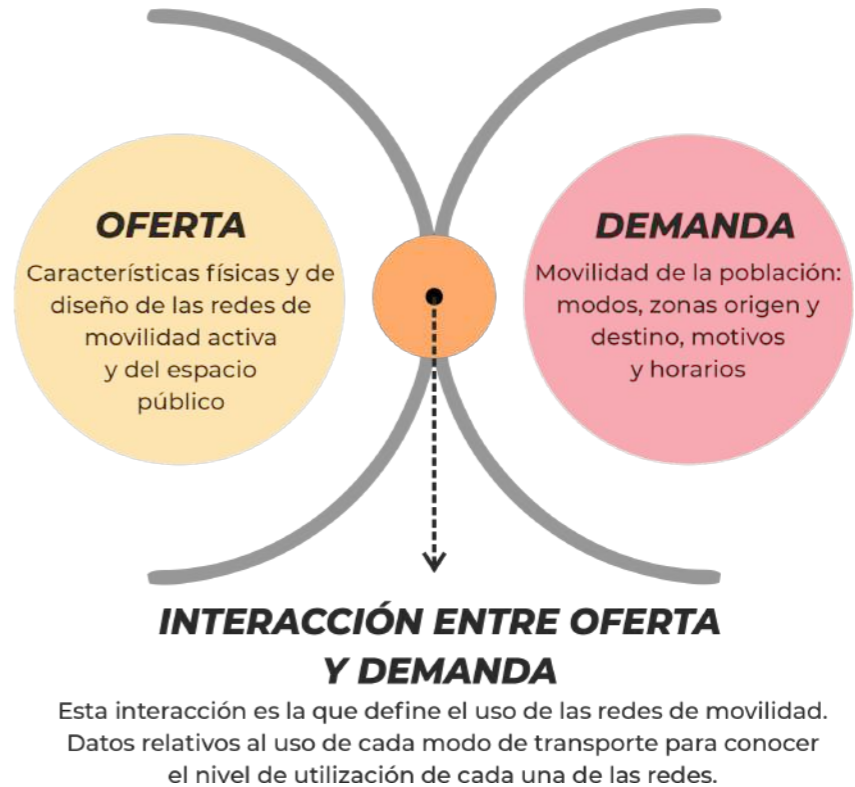 OFERTA
Características físicas y de
diseño de las redes de
movilidad activa
y del espacio
público
DEMANDA
Movilidad de la población:
modos, zonas origen y
destino, motivos
y horarios
INTERACCIÓN ENTRE OFERTA
Y DEMANDA
Esta interacción es la que define el uso de las redes de movilidad.
Datos relativos al uso de cada modo de transporte para conocer
el nivel de utilización de cada una de las redes.